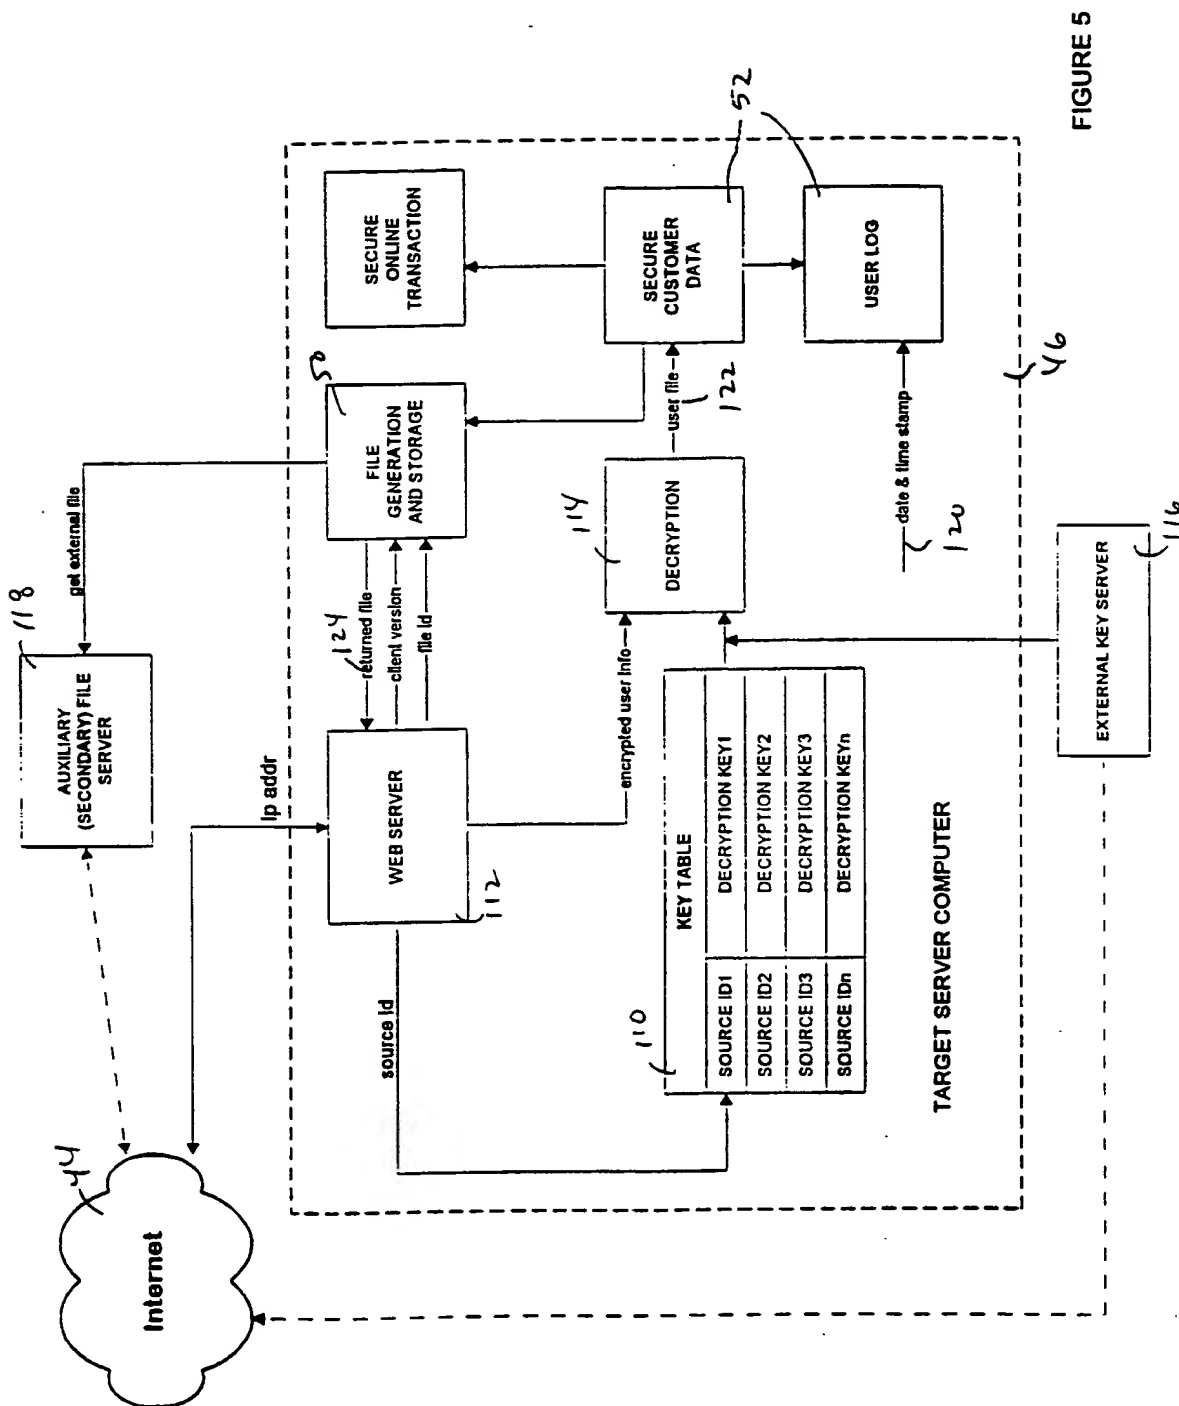 Internet
44
AUXILIARY
(SECONDARY) FILE
SERVER
118
get external file
Ip addr
source id
WEB SERVER
112
124
returned file
client version
file id
FILE
GENERATION
AND STORAGE
50
SECURE
ONLINE
TRANSACTION
encrypted user info
DECRYPTION
114
user file
122
SECURE
CUSTOMER
DATA
52
USER LOG
date & time stamp
120
110
KEY TABLE
SOURCE ID1 DECRYPTION KEY1
SOURCE ID2 DECRYPTION KEY2
SOURCE ID3 DECRYPTION KEY3
SOURCE IDn DECRYPTION KEYn
TARGET SERVER COMPUTER
46
EXTERNAL KEY SERVER
116
FIGURE 5